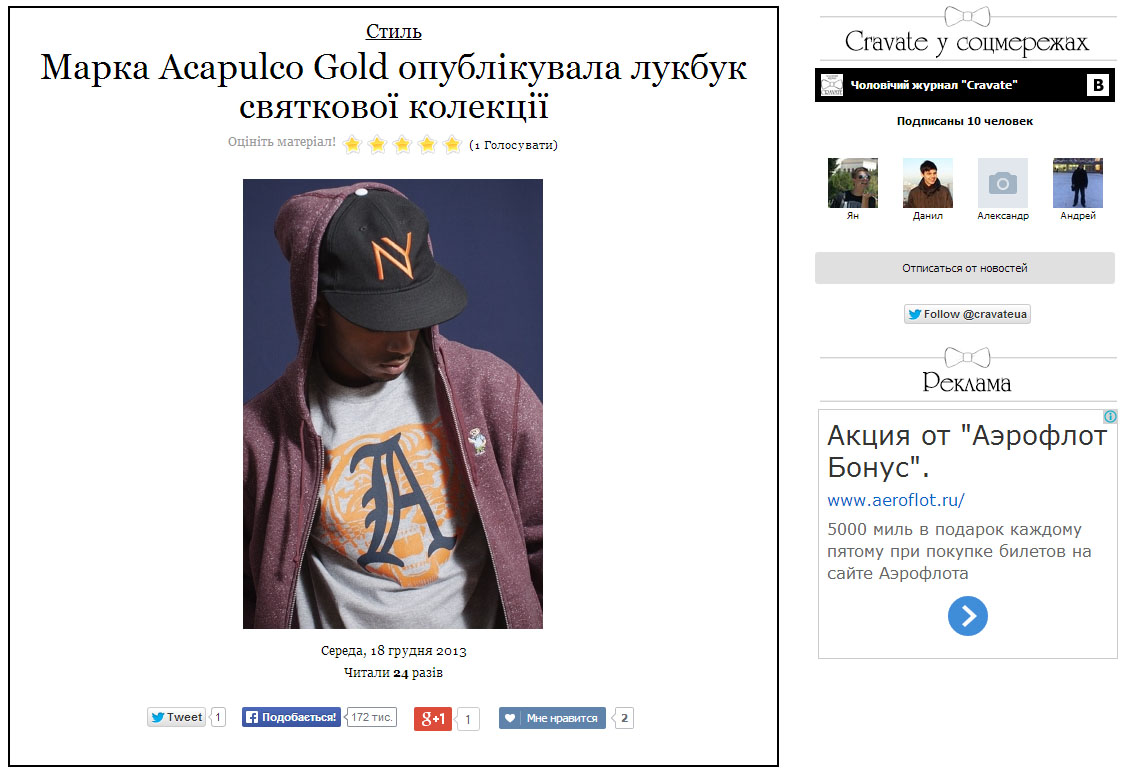 Стиль
Марка Acapulco Gold опублікувала лукбук
святкової колекції
Оцініть матеріал! (1 Голосувати)
NY
A
Середа, 18 грудня 2013
Читали 24 разів
Tweet 1 Подобається! 172 тис. g+1 1 Мне нравится 2
Cravate у соцмережах
Чоловічий журнал "Cravate" B
Подписаны 10 человек
Ян Данил Александр Андрей
Отписаться от новостей
Follow @cravateua
Реклама
Акция от "Аэрофлот
Бонус".
www.aeroflot.ru/
5000 миль в подарок каждому
пятому при покупке билетов на
сайте Аэрофлота